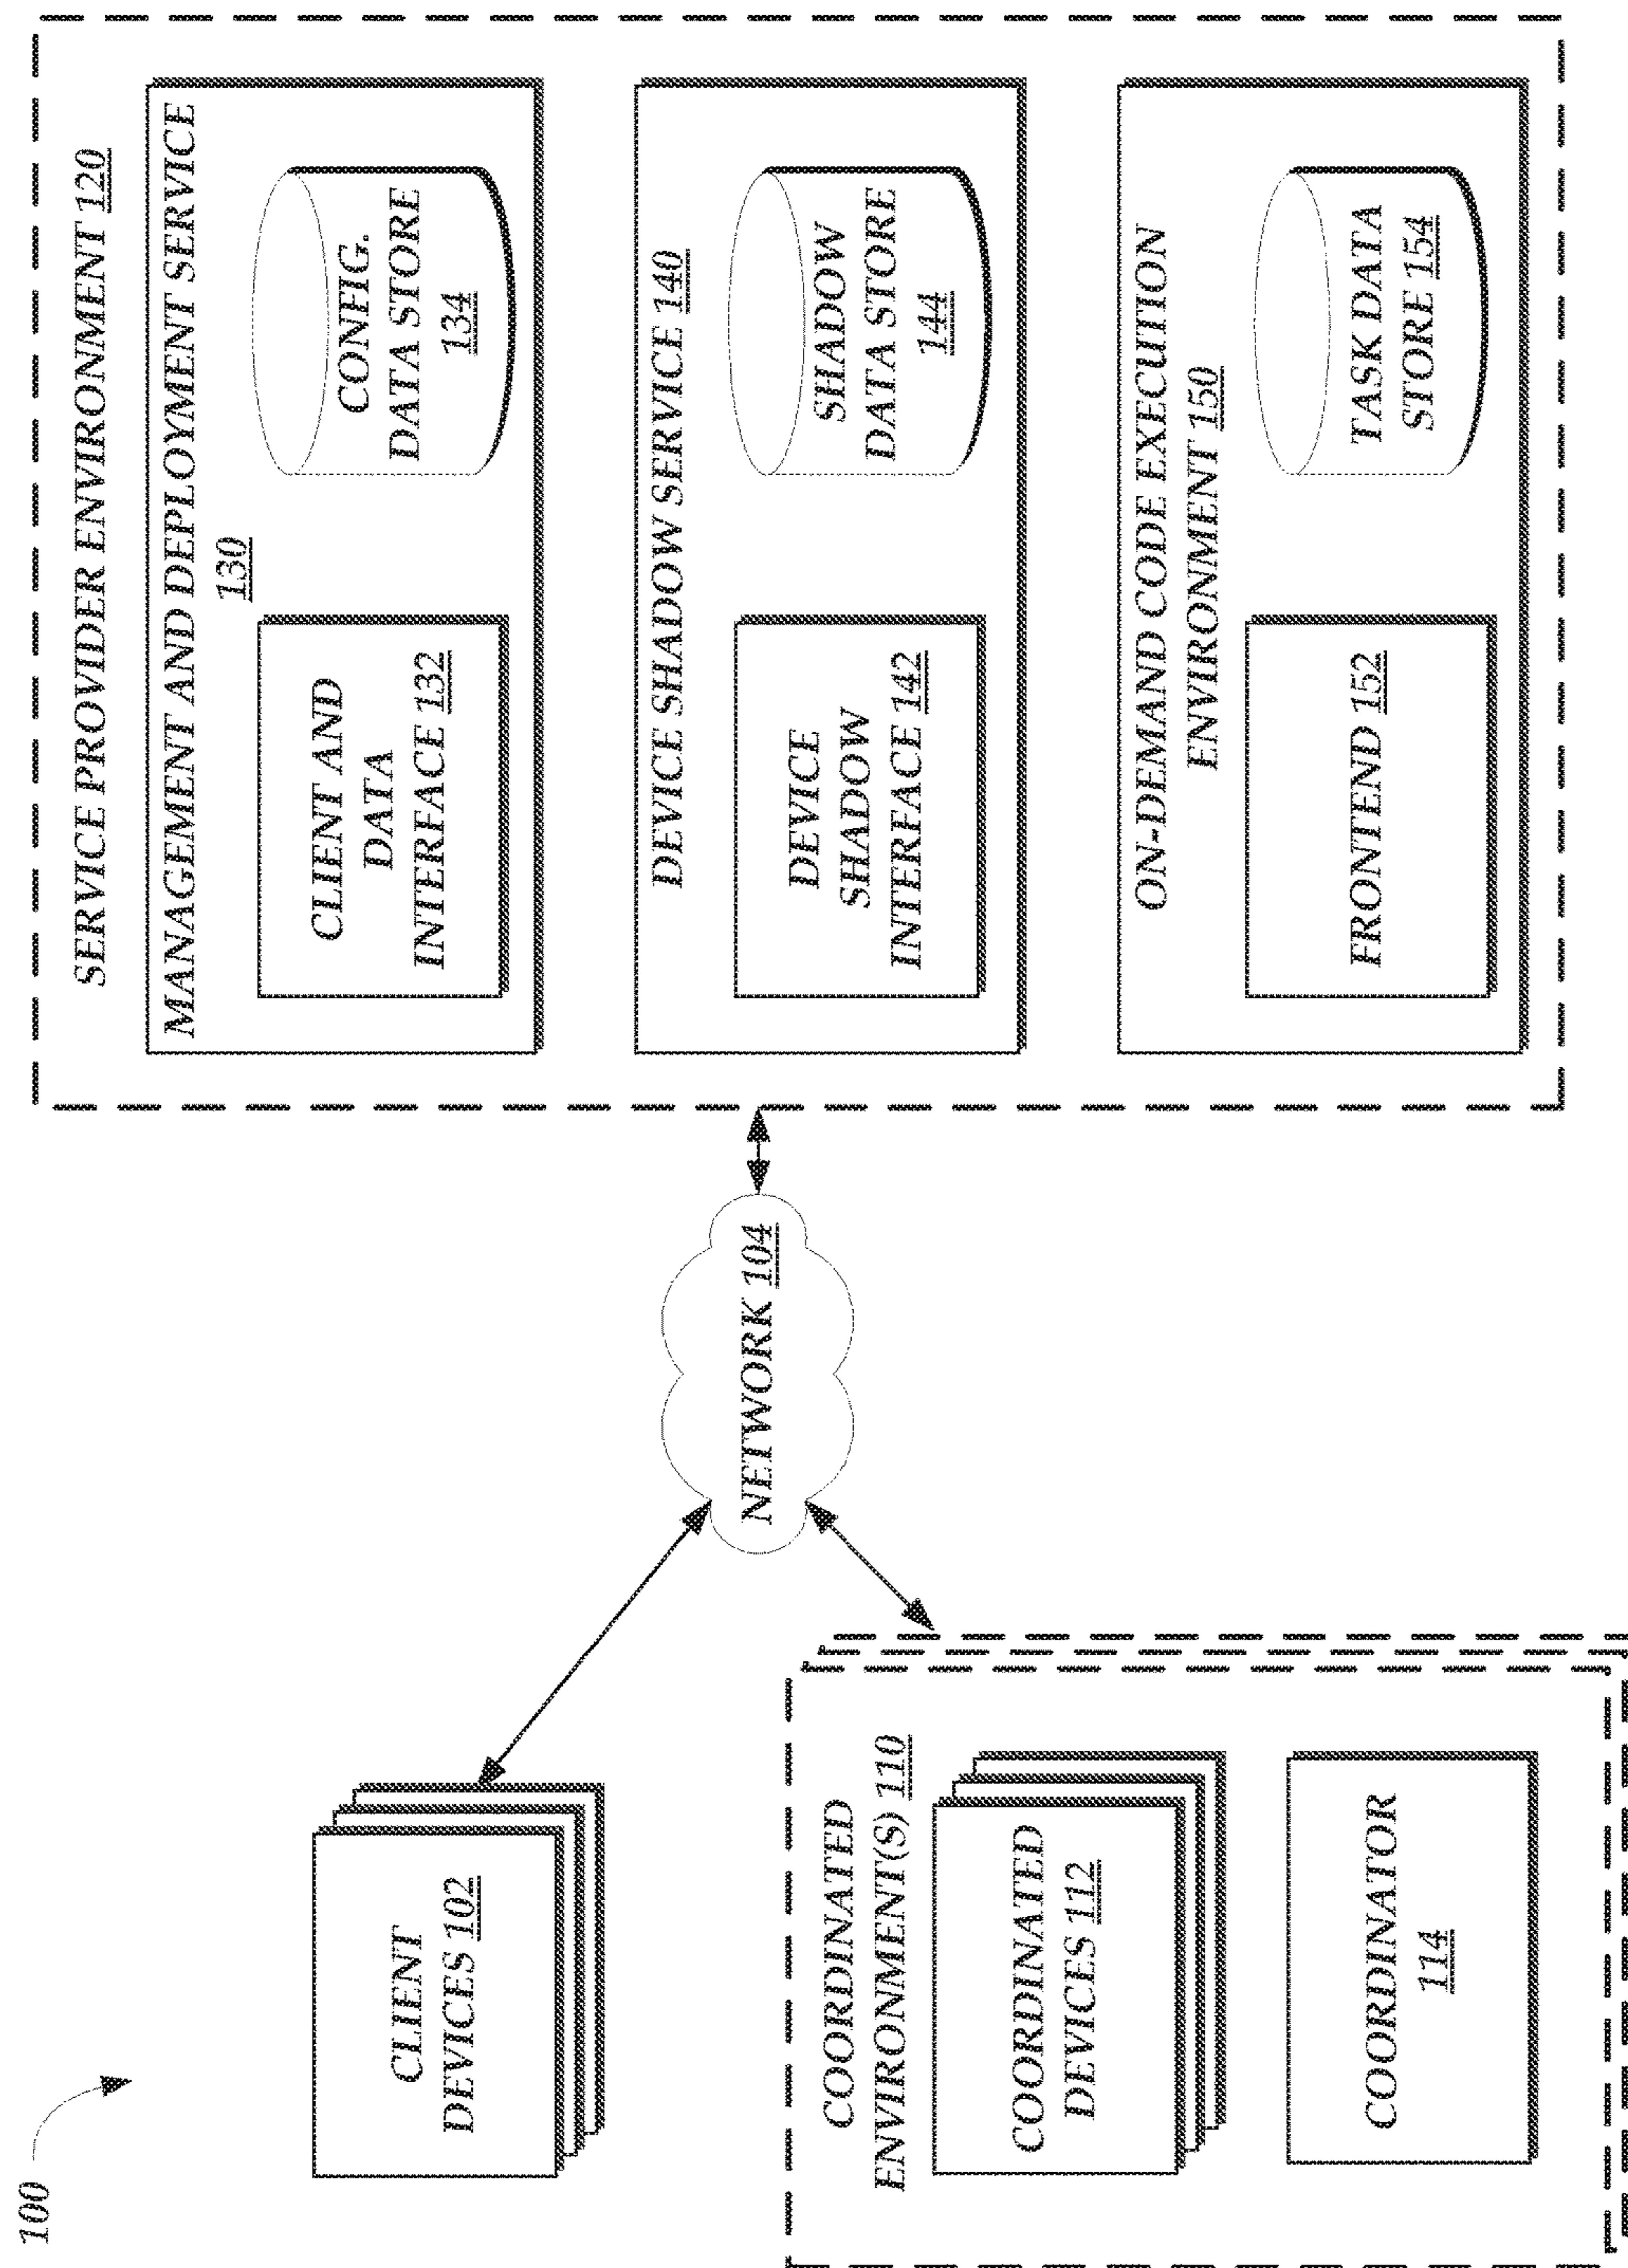 100
CLIENT
DEVICES 102
COORDINATED
ENVIRONMENT(S) 110
COORDINATED
DEVICES 112
COORDINATOR
114
NETWORK 104
SERVICE PROVIDER ENVIRONMENT 120
MANAGEMENT AND DEPLOYMENT SERVICE
130
CLIENT AND
DATA
INTERFACE 132
CONFIG.
DATA STORE
134
DEVICE SHADOW SERVICE 140
DEVICE
SHADOW
INTERFACE 142
SHADOW
DATA STORE
144
ON-DEMAND CODE EXECUTION
ENVIRONMENT 150
FRONTEND 152
TASK DATA
STORE 154